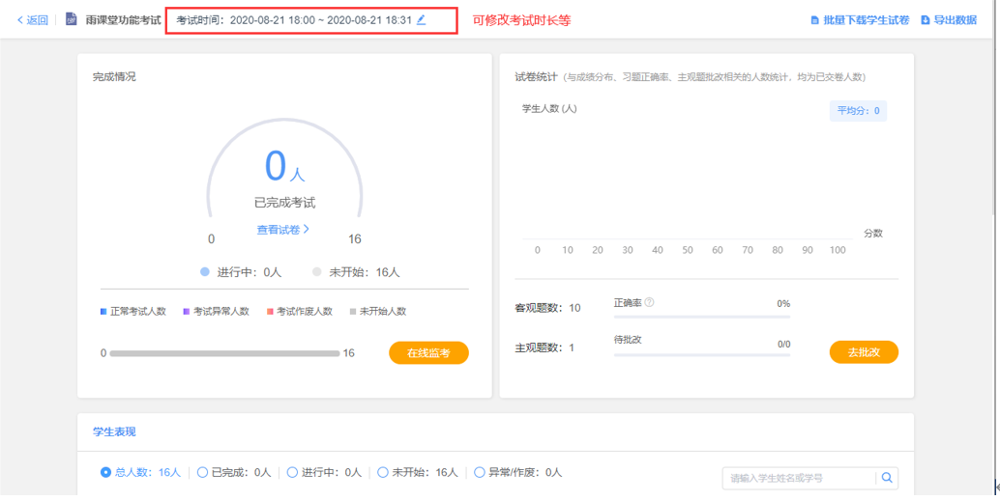 返回
雨课堂功能考试
考试时间：2020-08-21 18:00 ~ 2020-08-21 18:31
可修改考试时长等
批量下载学生试卷
导出数据
完成情况
0人
已完成考试
查看试卷
0
16
进行中：0人
未开始：16人
正常考试人数
考试异常人数
考试作废人数
未开始人数
0
16
在线监考
试卷统计（与成绩分布、习题正确率、主观题批改相关的人数统计，均为已交卷人数）
学生人数 (人)
平均分：0
分数
0 10 20 30 40 50 60 70 80 90 100
客观题数：10
正确率
0%
主观题数：1
待批改
0/0
去批改
学生表现
总人数：16人
已完成：0人
进行中：0人
未开始：16人
异常/作废：0人
请输入学生姓名或学号